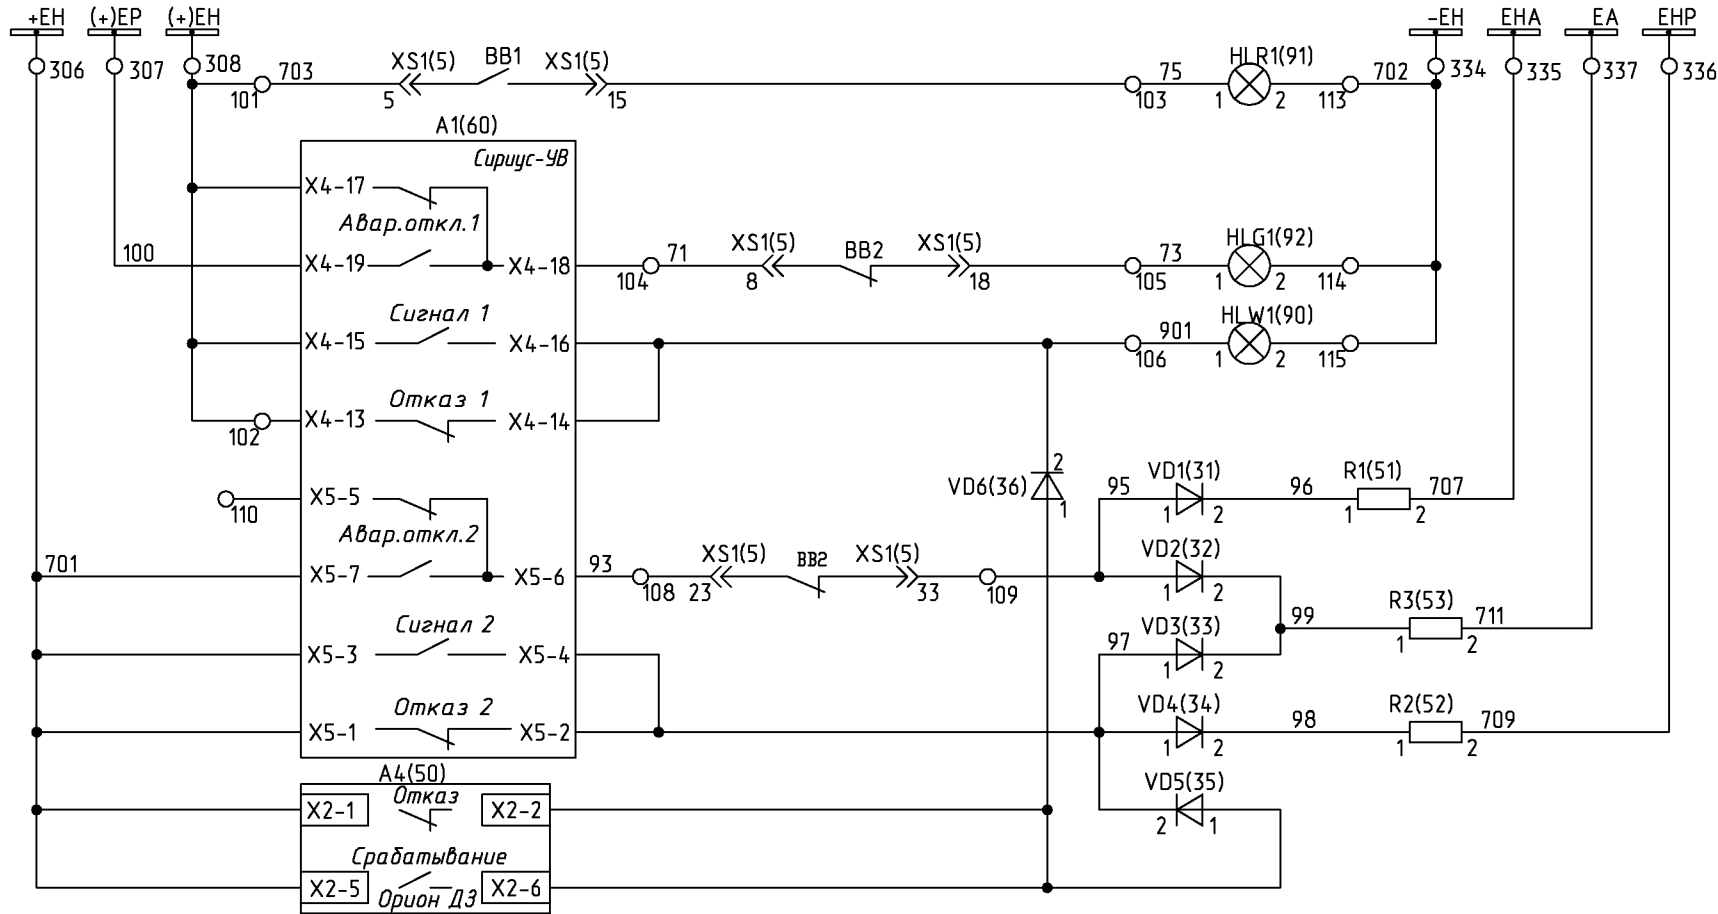 +EH (+)EP (+)EH -EH EHA EA EHP
306 307 308 334 335 337 336
101 703 XS1(5) 5 BB1 XS1(5) 15 103 75 HLR1(91) 1 2 113 702
A1(60)
Сириус-УВ
X4-17
Авар.откл.1
100 X4-19 X4-18 104 71 XS1(5) 8 BB2 XS1(5) 18 105 73 HLG1(92) 1 2 114
Сигнал 1
X4-15 X4-16 106 901 HLW1(90) 1 2 115
Отказ 1
102 X4-13 X4-14
VD6(36) 2 1
110 X5-5 95 VD1(31) 1 2 96 R1(51) 1 2 707
Авар.откл.2
701 X5-7 X5-6 93 108 XS1(5) 23 BB2 XS1(5) 33 109 VD2(32) 1 2
99 R3(53) 1 2 711
Сигнал 2
X5-3 X5-4 97 VD3(33) 1 2
Отказ 2
X5-1 X5-2 VD4(34) 1 2 98 R2(52) 1 2 709
A4(50)
Отказ
X2-1 X2-2 VD5(35) 2 1
Срабатывание
X2-5 X2-6
Орион ДЗ